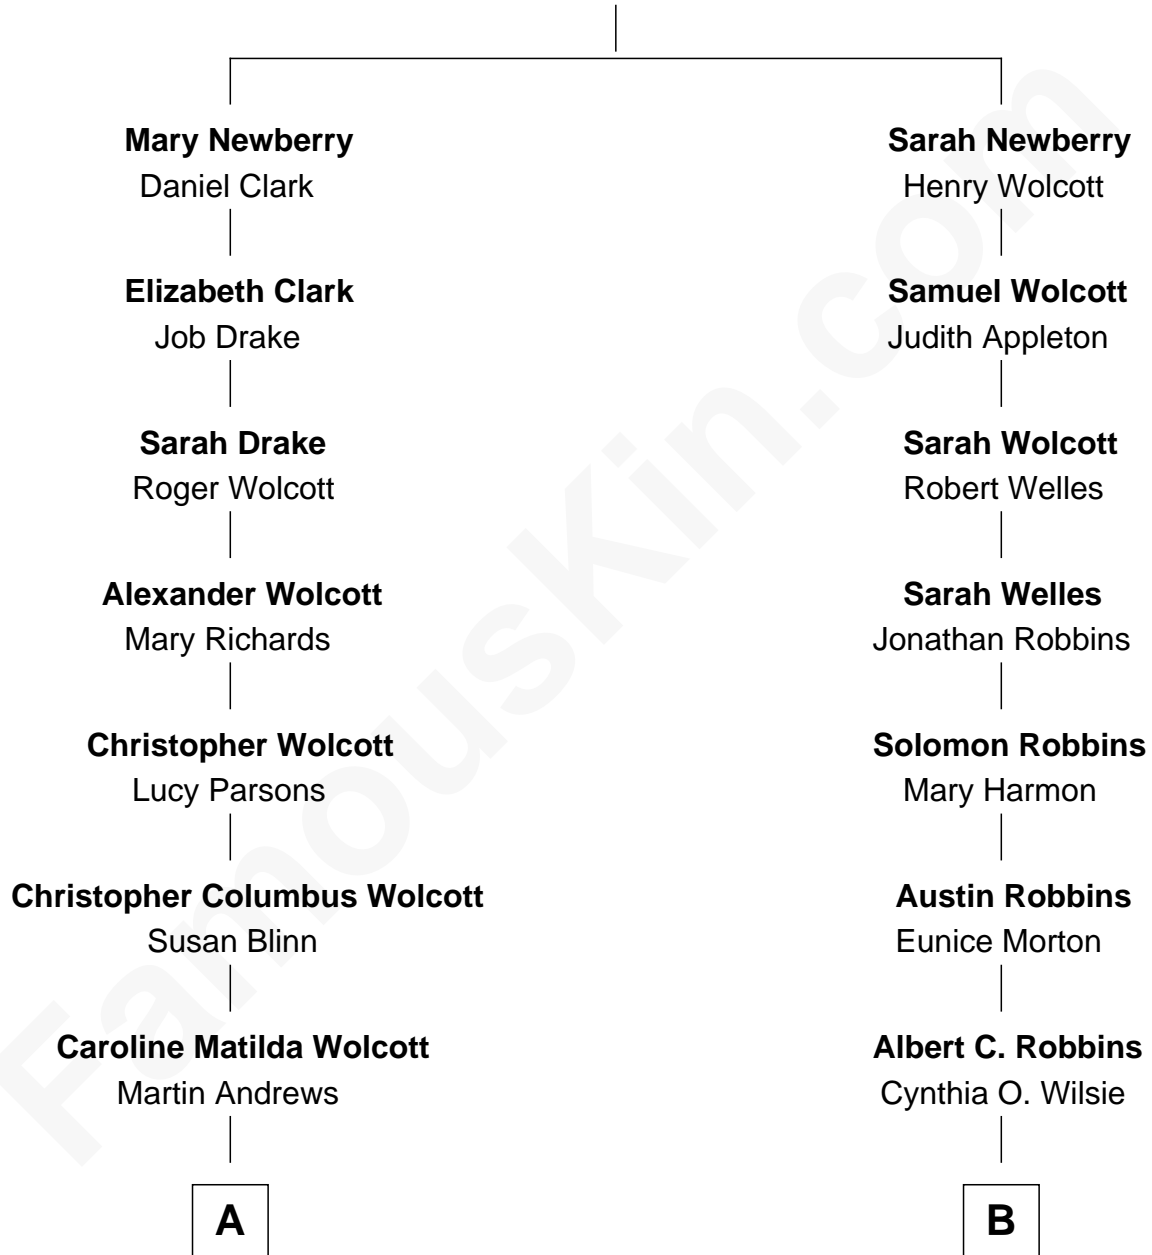 Mary Newberry
Daniel Clark
Elizabeth Clark
Job Drake
Sarah Drake
Roger Wolcott
Alexander Wolcott
Mary Richards
Christopher Wolcott
Lucy Parsons
Christopher Columbus Wolcott
Susan Blinn
Caroline Matilda Wolcott
Martin Andrews
A
Sarah Newberry
Henry Wolcott
Samuel Wolcott
Judith Appleton
Sarah Wolcott
Robert Welles
Sarah Welles
Jonathan Robbins
Solomon Robbins
Mary Harmon
Austin Robbins
Eunice Morton
Albert C. Robbins
Cynthia O. Wilsie
B
FamousKin.com